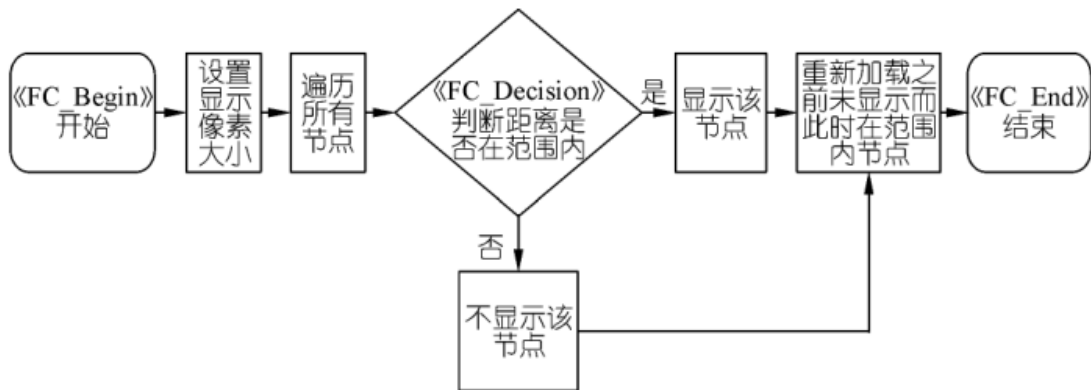 《FC_Begin》
开始
设置
显示
像素
大小
遍历
所有
节点
《FC_Decision》
判断距离是
否在范围内
是
显示该
节点
重新加载之
前未显示而
此时在范围
内节点
《FC_End》
结束
否
不显示该
节点